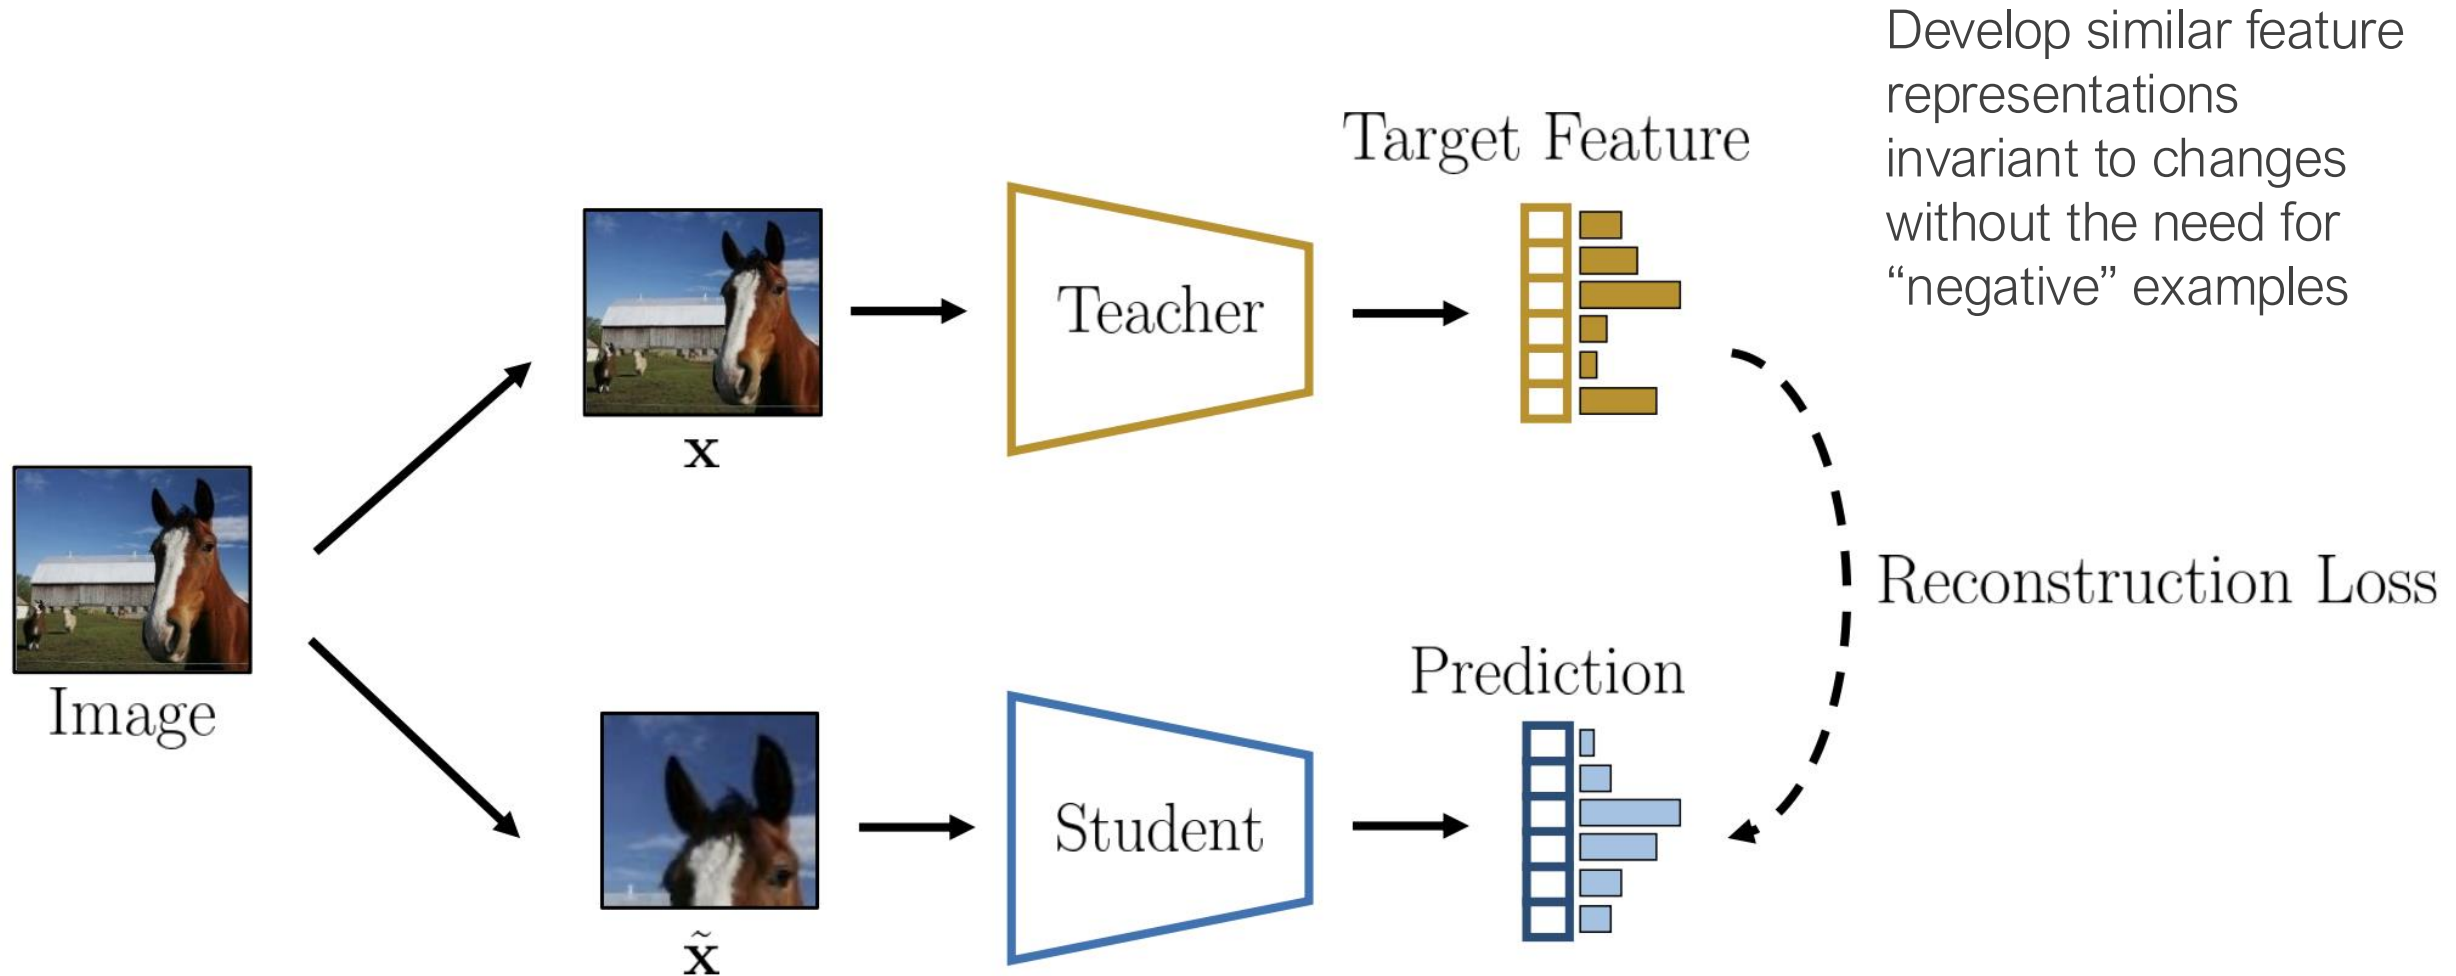 Develop similar feature
representations
invariant to changes
without the need for
“negative” examples
Target Feature
Teacher
x
Image
Reconstruction Loss
Prediction
Student
x̃